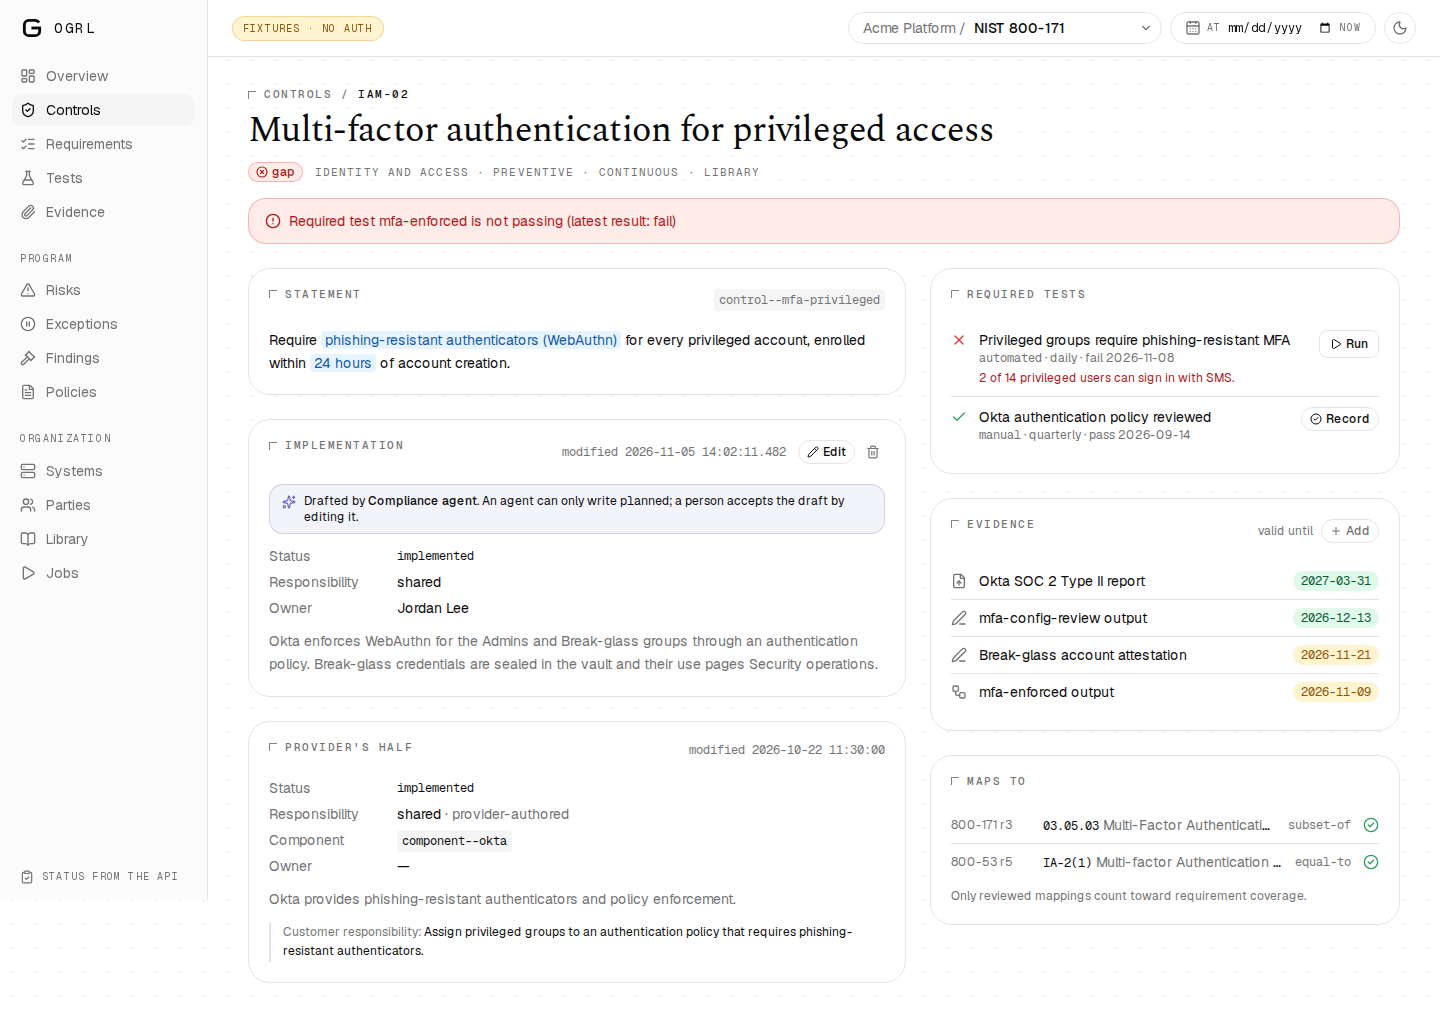 OGRL
FIXTURES · NO AUTH
Acme Platform / NIST 800-171
AT mm/dd/yyyy NOW
Overview
Controls
Requirements
Tests
Evidence
PROGRAM
Risks
Exceptions
Findings
Policies
ORGANIZATION
Systems
Parties
Library
Jobs
STATUS FROM THE API
CONTROLS / IAM-02
Multi-factor authentication for privileged access
gap IDENTITY AND ACCESS · PREVENTIVE · CONTINUOUS · LIBRARY
Required test mfa-enforced is not passing (latest result: fail)
STATEMENT
control--mfa-privileged
Require phishing-resistant authenticators (WebAuthn) for every privileged account, enrolled
within 24 hours of account creation.
IMPLEMENTATION
modified 2026-11-05 14:02:11.482 Edit
Drafted by Compliance agent. An agent can only write planned; a person accepts the draft by
editing it.
Status implemented
Responsibility shared
Owner Jordan Lee
Okta enforces WebAuthn for the Admins and Break-glass groups through an authentication
policy. Break-glass credentials are sealed in the vault and their use pages Security operations.
PROVIDER'S HALF
modified 2026-10-22 11:30:00
Status implemented
Responsibility shared · provider-authored
Component component--okta
Owner —
Okta provides phishing-resistant authenticators and policy enforcement.
Customer responsibility: Assign privileged groups to an authentication policy that requires phishing-
resistant authenticators.
REQUIRED TESTS
Privileged groups require phishing-resistant MFA Run
automated · daily · fail 2026-11-08
2 of 14 privileged users can sign in with SMS.
Okta authentication policy reviewed Record
manual · quarterly · pass 2026-09-14
EVIDENCE
valid until + Add
Okta SOC 2 Type II report 2027-03-31
mfa-config-review output 2026-12-13
Break-glass account attestation 2026-11-21
mfa-enforced output 2026-11-09
MAPS TO
800-171 r3 03.05.03 Multi-Factor Authenticati… subset-of
800-53 r5 IA-2(1) Multi-factor Authentication … equal-to
Only reviewed mappings count toward requirement coverage.